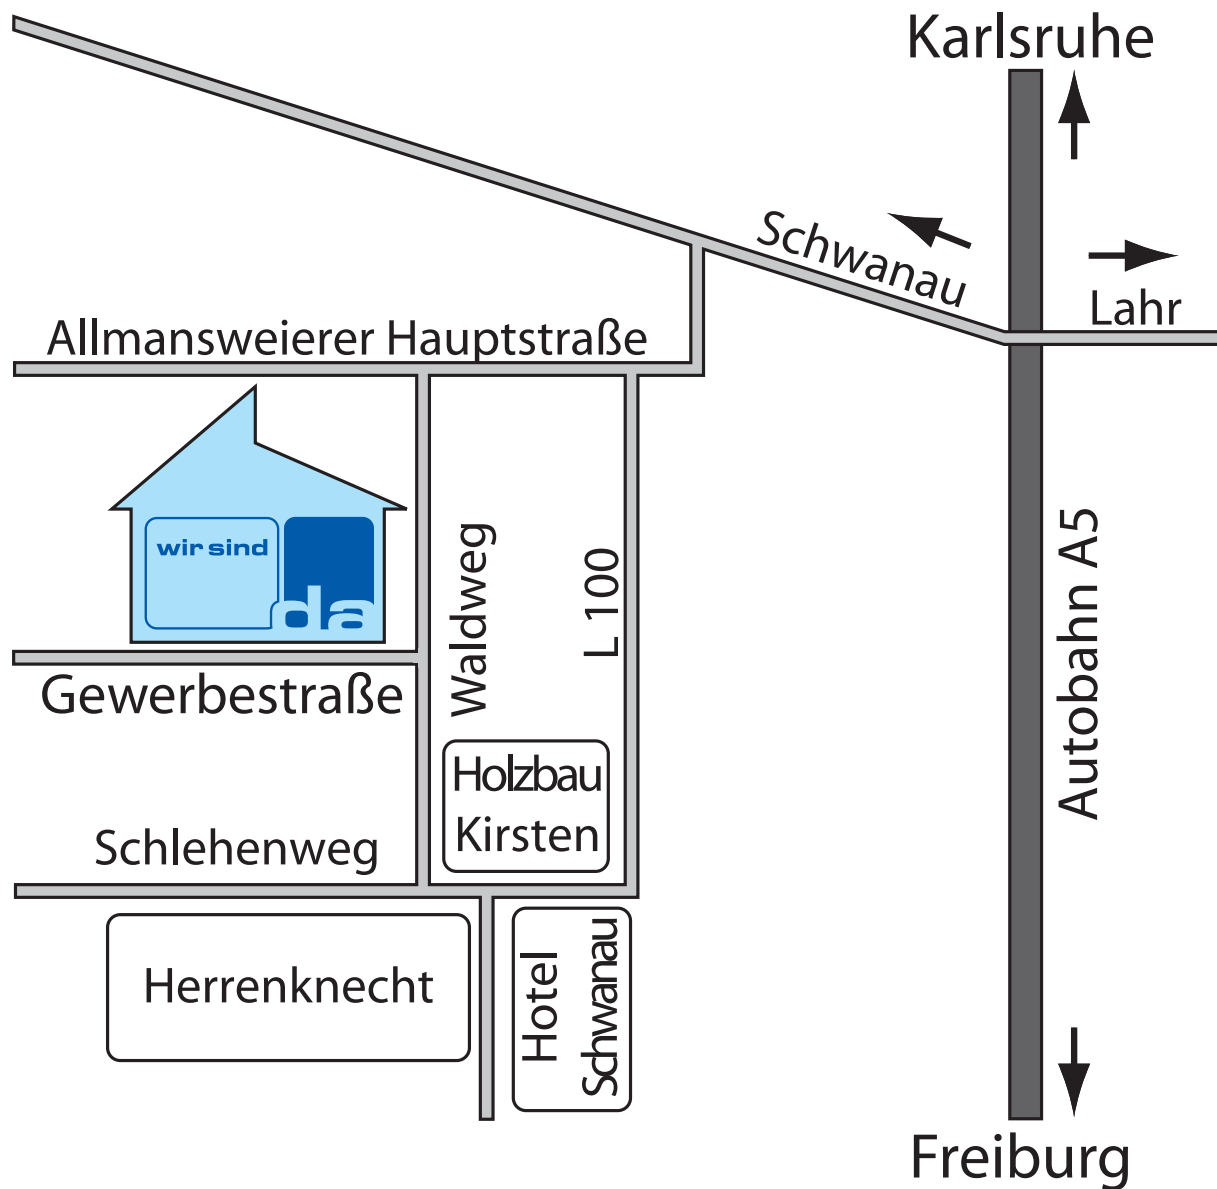 Karlsruhe
Schwanau
Lahr
Allmansweierer Hauptstraße
wir sind
da
Waldweg
L 100
Autobahn A5
Gewerbestraße
Holzbau
Kirsten
Schlehenweg
Herrenknecht
Hotel
Schwanau
Freiburg